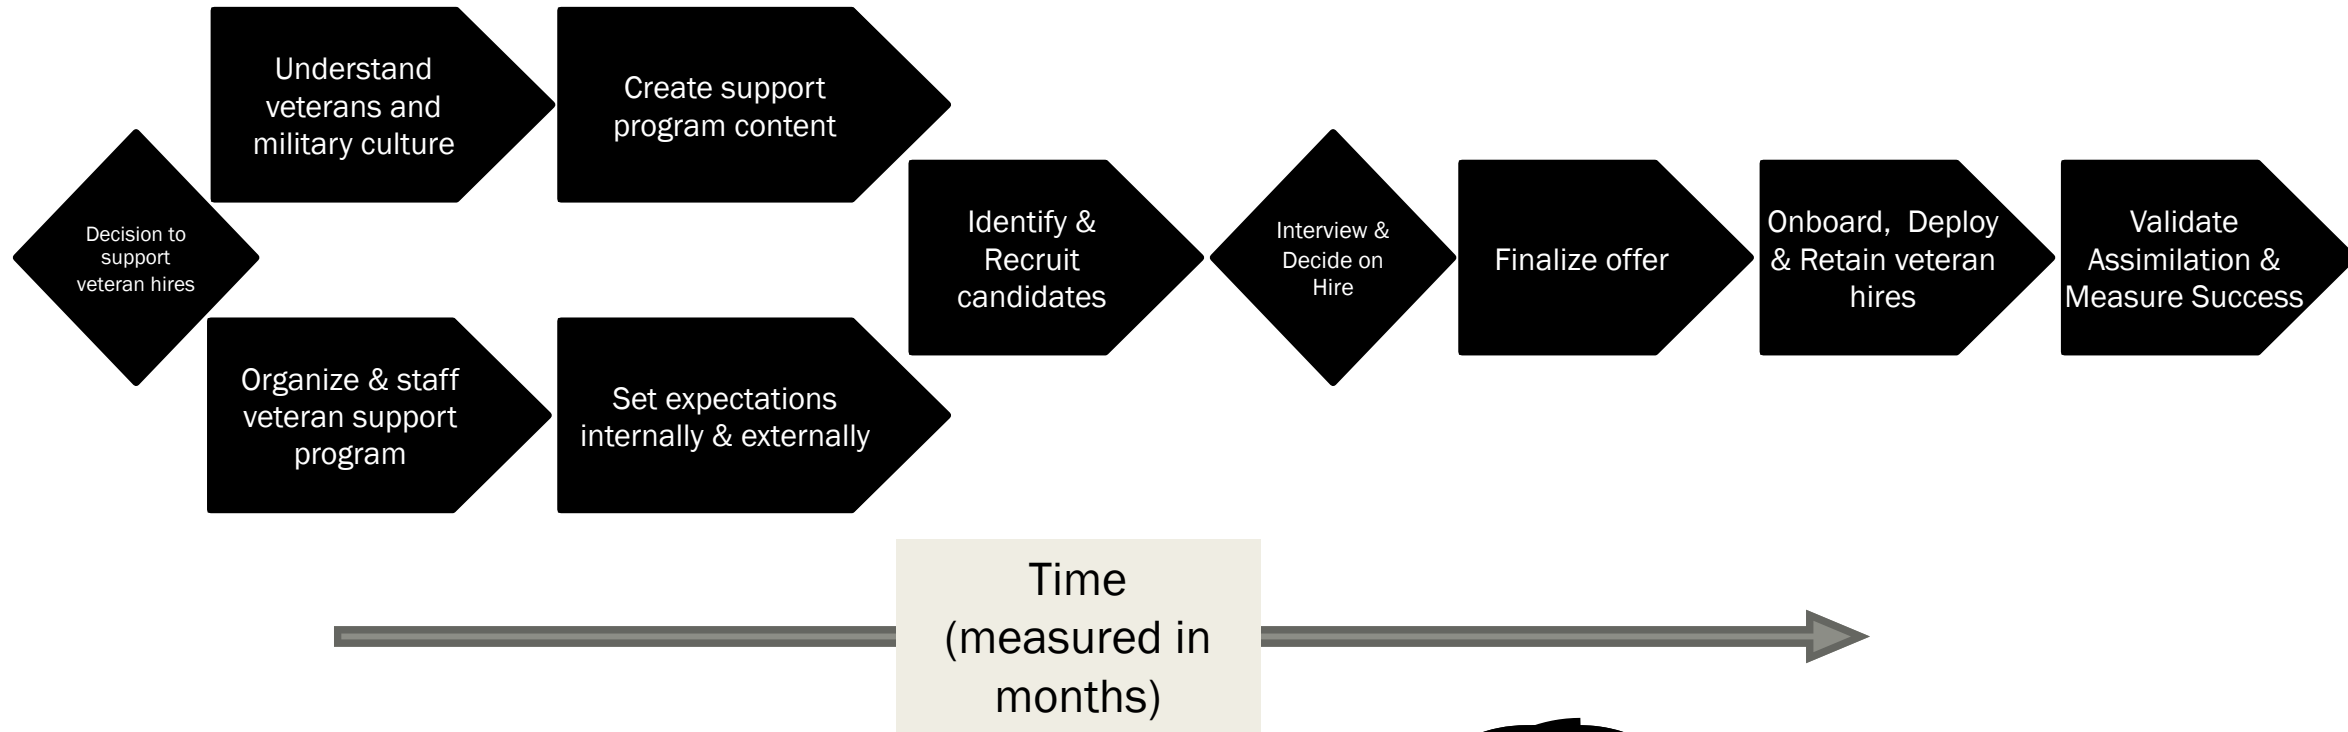 Decision to
support
veteran hires
Understand
veterans and
military culture
Create support
program content
Organize & staff
veteran support
program
Set expectations
internally & externally
Identify &
Recruit
candidates
Interview &
Decide on
Hire
Finalize offer
Onboard,  Deploy
& Retain veteran
hires
Validate
Assimilation &
Measure Success
Time
(measured in
months)